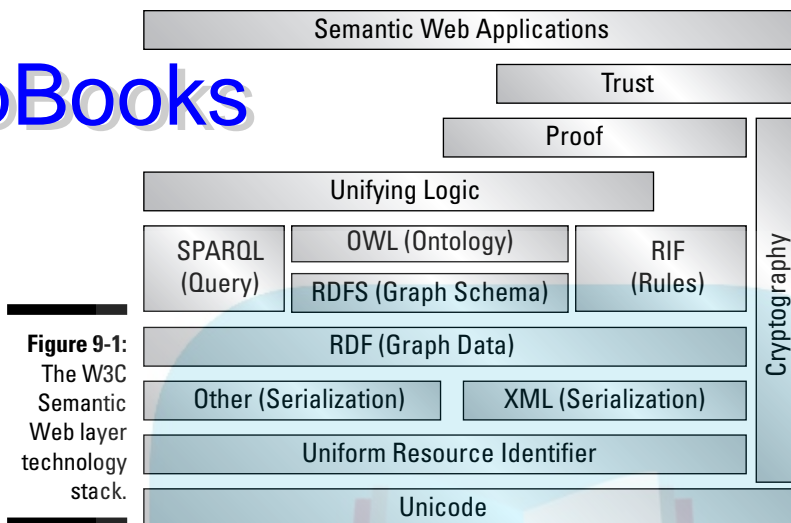 Semantic Web Applications
oBooks
Trust
Proof
Unifying Logic
SPARQL
(Query)
OWL (Ontology)
RDFS (Graph Schema)
RIF
(Rules)
Cryptography
RDF (Graph Data)
Other (Serialization)
XML (Serialization)
Uniform Resource Identifier
Unicode
Figure 9-1:
The W3C
Semantic
Web layer
technology
stack.